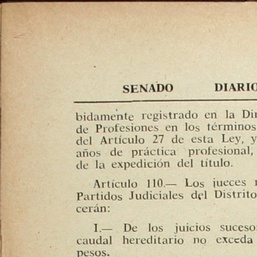 SENADO DIARIO
bidamente registrado en la Di
de Profesiones en los términos
del Artículo 27 de esta Ley, y
años de práctica profesional,
de la expedición del título.
Artículo 110.— Los jueces
Partidos Judiciales del Distrito
cerán:
I.— De los juicios suceso
caudal hereditario no exceda
pesos.